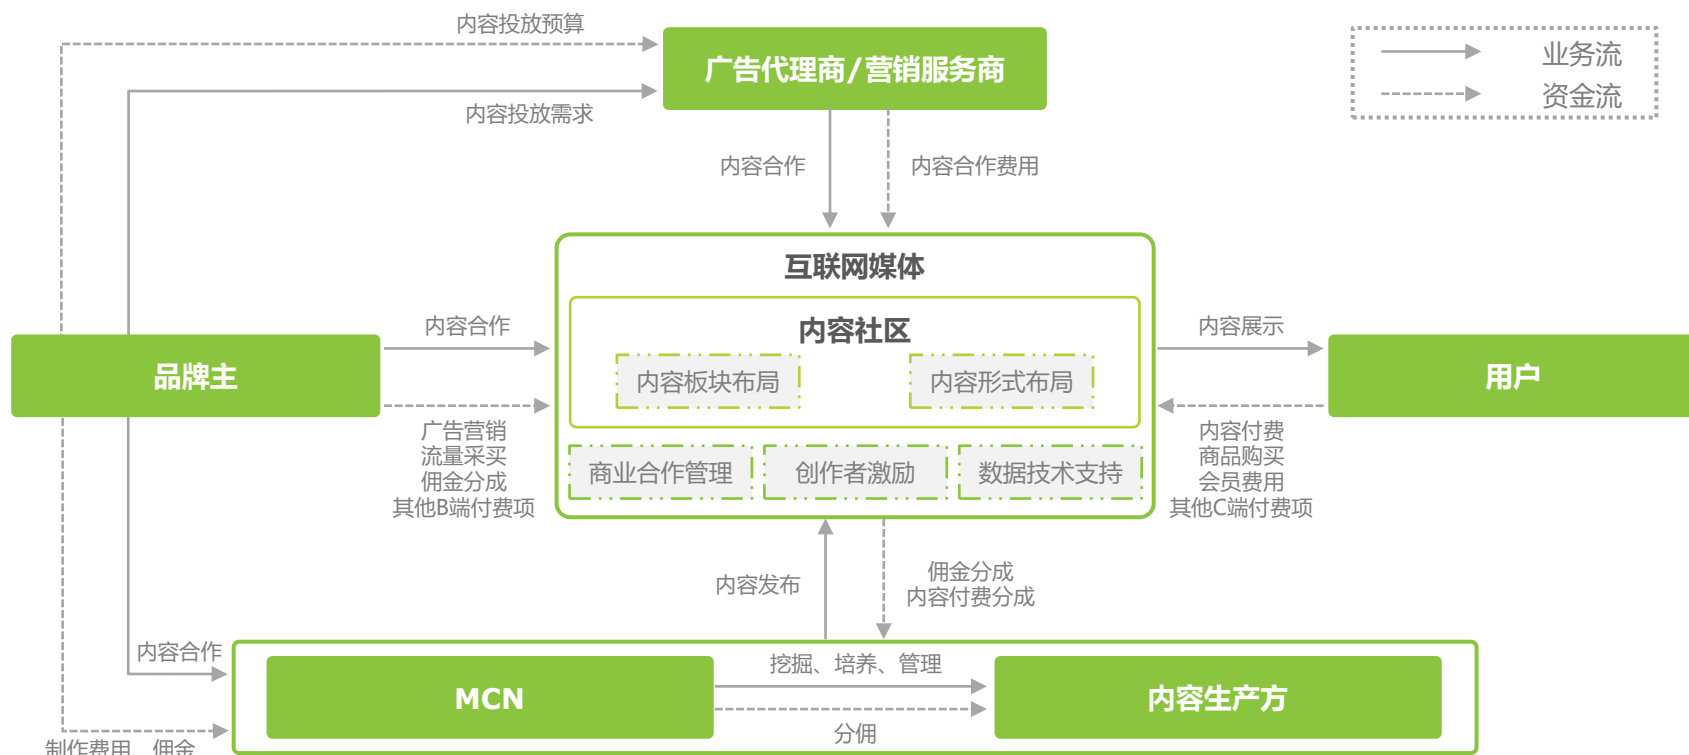 内容投放预算
广告代理商/营销服务商
业务流
资金流
内容投放需求
内容合作
内容合作费用
互联网媒体
内容社区
内容合作
内容展示
品牌主
内容板块布局
内容形式布局
用户
广告营销
流量采买
佣金分成
其他B端付费项
内容付费
商品购买
会员费用
其他C端付费项
商业合作管理
创作者激励
数据技术支持
内容发布
佣金分成
内容付费分成
内容合作
挖掘、培养、管理
MCN
内容生产方
分佣
制作费用、佣金